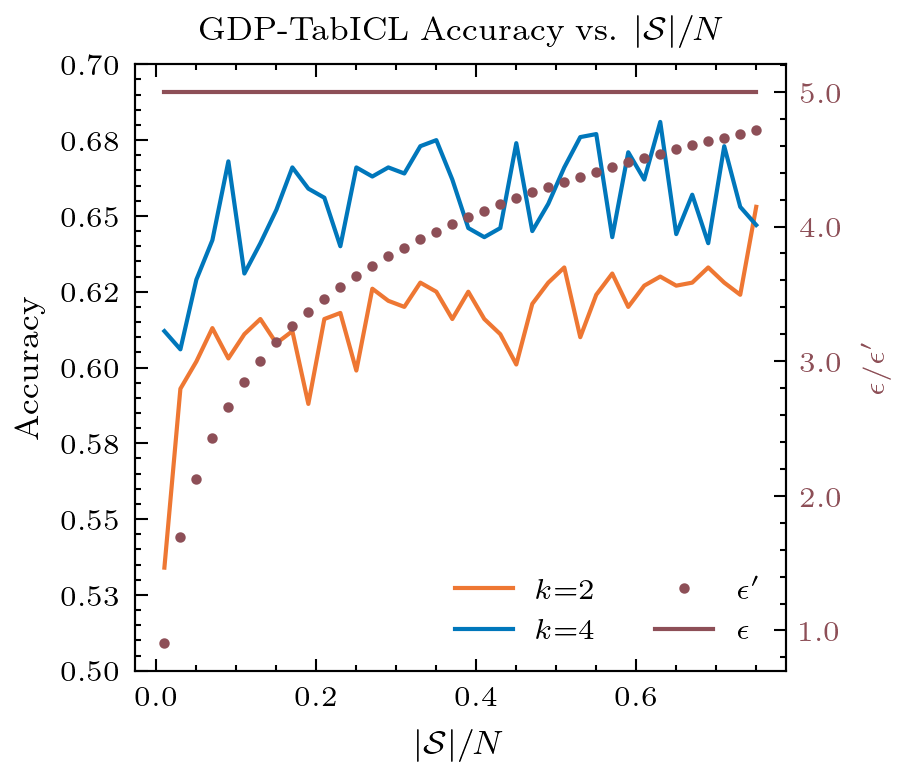 GDP-TabICL Accuracy vs. |𝒮|/N
0.70
0.68
0.65
0.62
0.60
0.58
0.55
0.53
0.50
Accuracy
5.0
4.0
3.0
2.0
1.0
ϵ/ϵ′
k=2
k=4
ϵ′
ϵ
0.0 0.2 0.4 0.6
|𝒮|/N